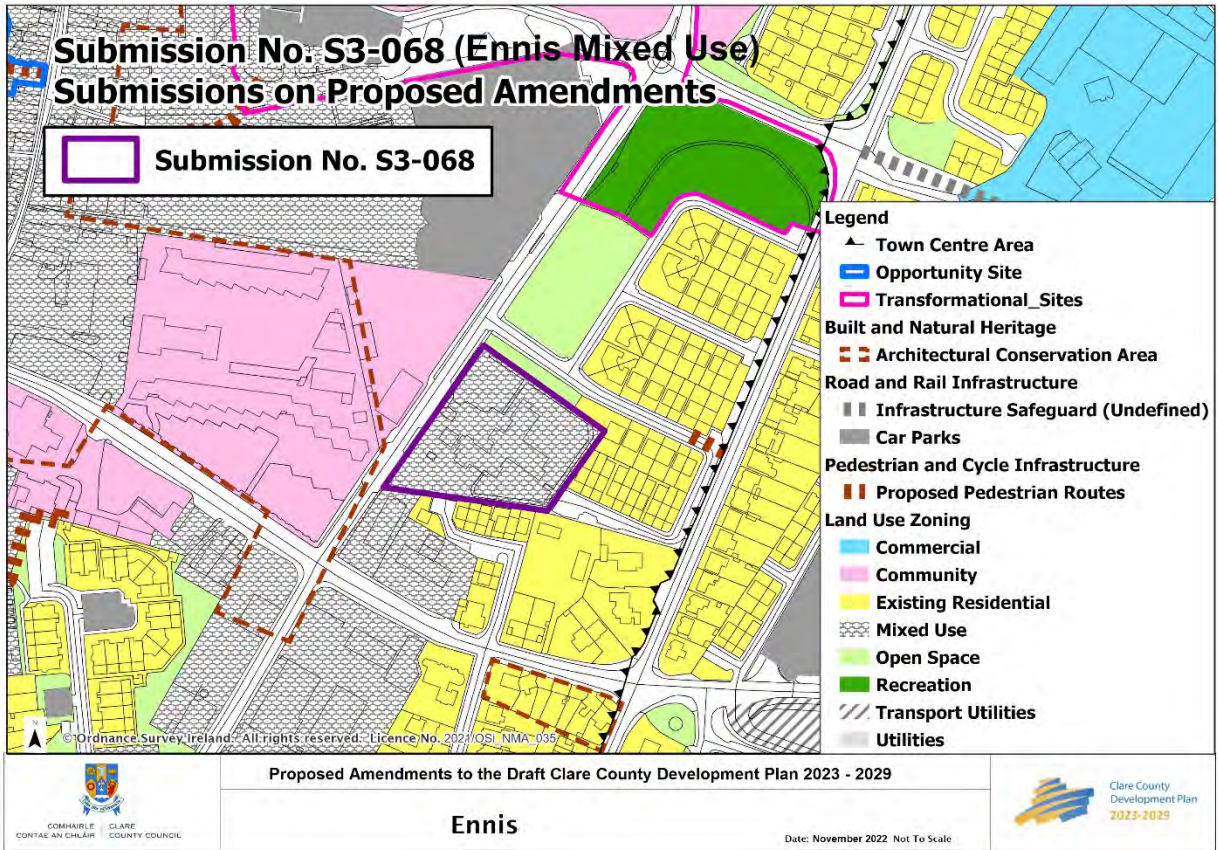 Submission No. S3-068 (Ennis Mixed Use)
Submissions on Proposed Amendments
Submission No. S3-068
Legend
Town Centre Area
Opportunity Site
Transformational_Sites
Built and Natural Heritage
Architectural Conservation Area
Road and Rail Infrastructure
Infrastructure Safeguard (Undefined)
Car Parks
Pedestrian and Cycle Infrastructure
Proposed Pedestrian Routes
Land Use Zoning
Commercial
Community
Existing Residential
Mixed Use
Open Space
Recreation
Transport Utilities
Utilities
N
© Ordnance Survey Ireland. All rights reserved. Licence No. 2021/OSi_NMA_035
Proposed Amendments to the Draft Clare County Development Plan 2023 - 2029
COMHAIRLE CLARE
CONTAE AN CHLÁIR COUNTY COUNCIL
Ennis
Date: November 2022 Not To Scale
Clare County
Development Plan
2023-2029